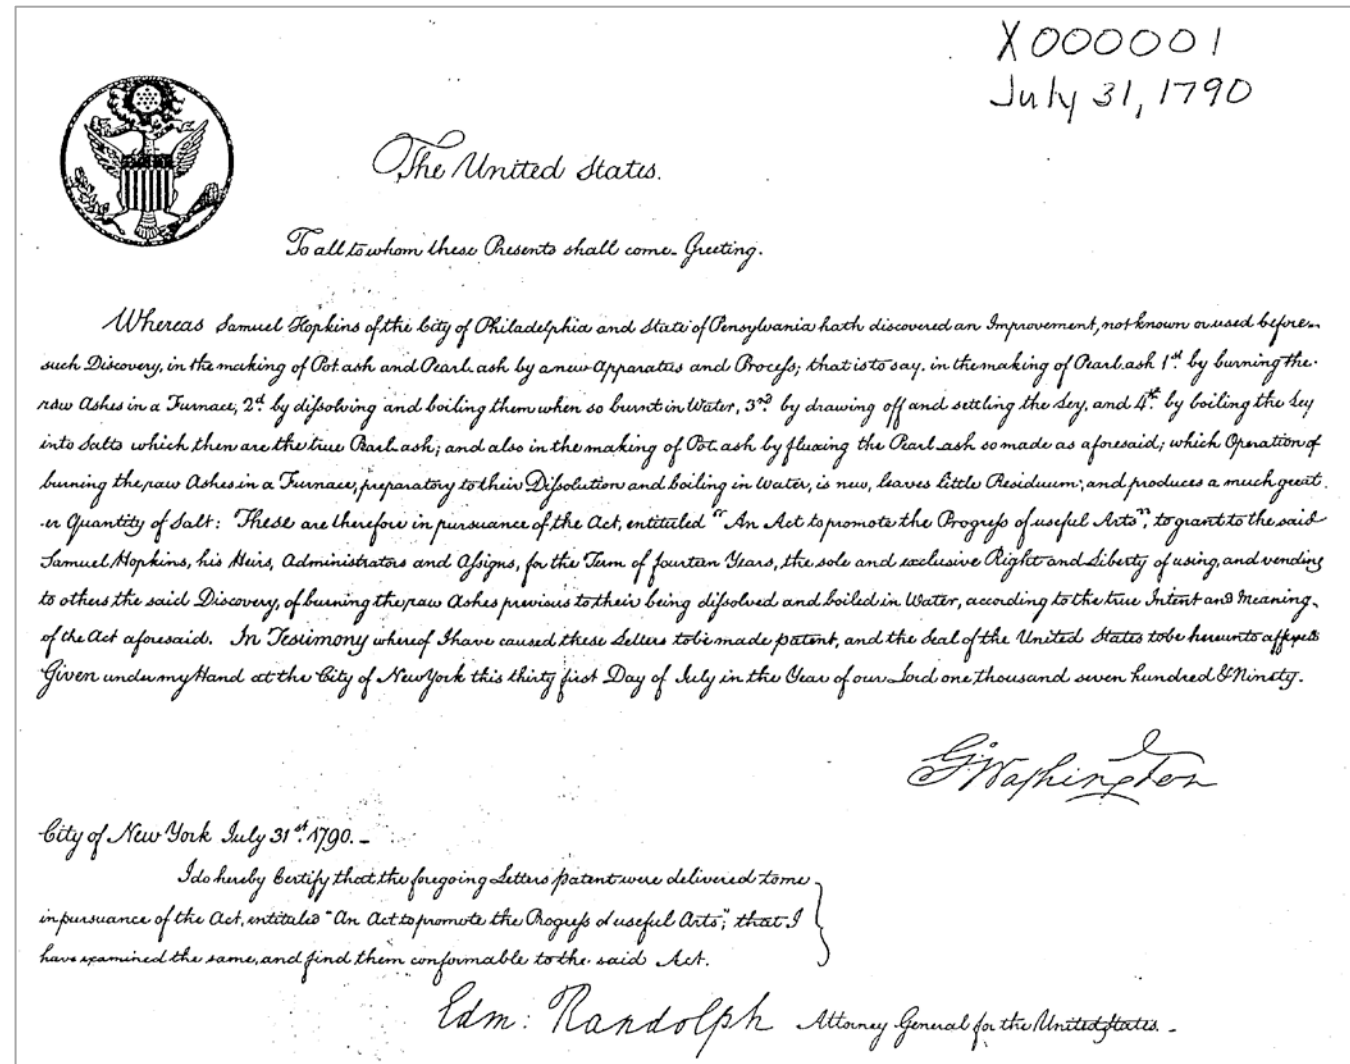 X000001
July 31, 1790
The United States.
To all to whom these Presents shall come. Greeting.
Whereas Samuel Hopkins of the City of Philadelphia and State of Pensylvania hath discovered an Improvement, not known or used before
such Discovery, in the making of Pot ash and Pearl ash by a new Apparatus and Process; that is to say, in the making of Pearl ash 1st. by burning the
raw Ashes in a Furnace, 2d. by dissolving and boiling them when so burnt in Water, 3rd. by drawing off and settling the Ley, and 4th. by boiling the Ley
into Salts which then are the true Pearl ash; and also in the making of Pot ash by fluxing the Pearl ash so made as aforesaid; which Operation of
burning the raw Ashes in a Furnace, preparatory to their Dissolution and boiling in Water, is new, leaves little Residuum; and produces a much great
-er Quantity of Salt: These are therefore in pursuance of the Act, entituled "An Act to promote the Progress of useful Arts", to grant to the said
Samuel Hopkins, his Heirs, Administrators and Assigns, for the Term of fourteen Years, the sole and exclusive Right and Liberty of using, and vending
to others the said Discovery, of burning the raw Ashes previous to their being dissolved and boiled in Water, according to the true Intent and Meaning
of the Act aforesaid. In Testimony whereof I have caused these Letters to be made patent, and the Seal of the United States to be hereunto affixed
Given under my Hand at the City of New York this thirty first Day of July in the Year of our Lord one thousand seven hundred & Ninety.
G. Washington
City of New York July 31st. 1790. -
I do hereby Certify that the foregoing Letters patent were delivered to me
in pursuance of the Act, entituled "An Act to promote the Progress of useful Arts"; that I
have examined the same, and find them conformable to the said Act.
Edm: Randolph Attorney General for the United States. -